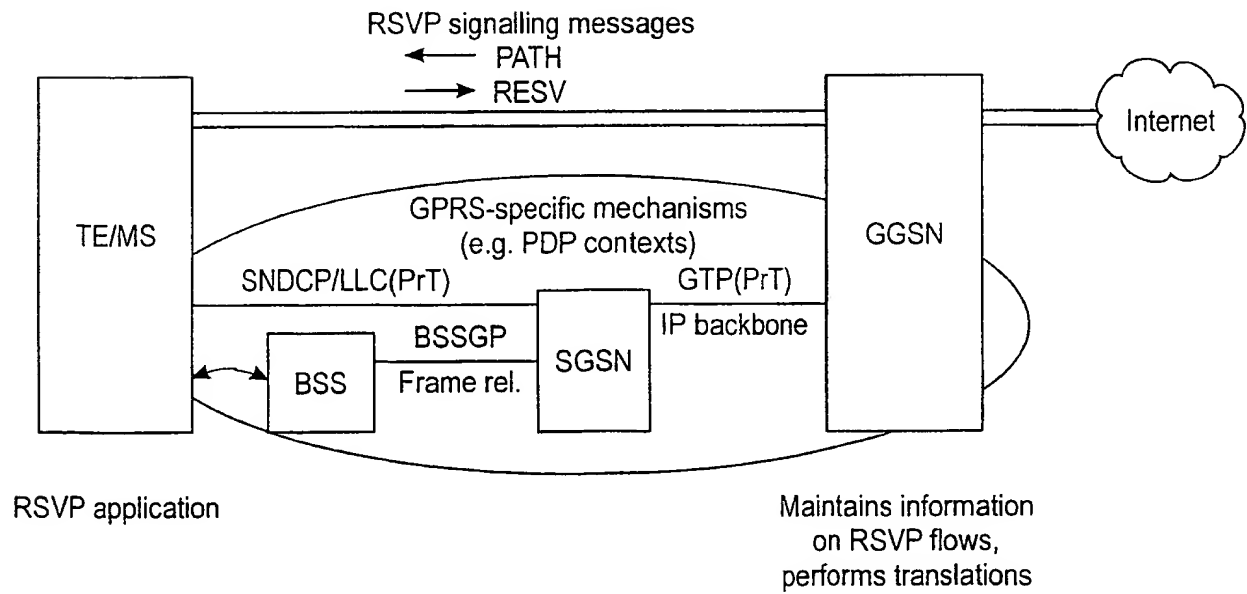 RSVP signalling messages
PATH
RESV
Internet
TE/MS
GPRS-specific mechanisms
(e.g. PDP contexts)
GGSN
SNDCP/LLC(PrT)
GTP(PrT)
IP backbone
BSSGP
SGSN
BSS
Frame rel.
RSVP application
Maintains information
on RSVP flows,
performs translations